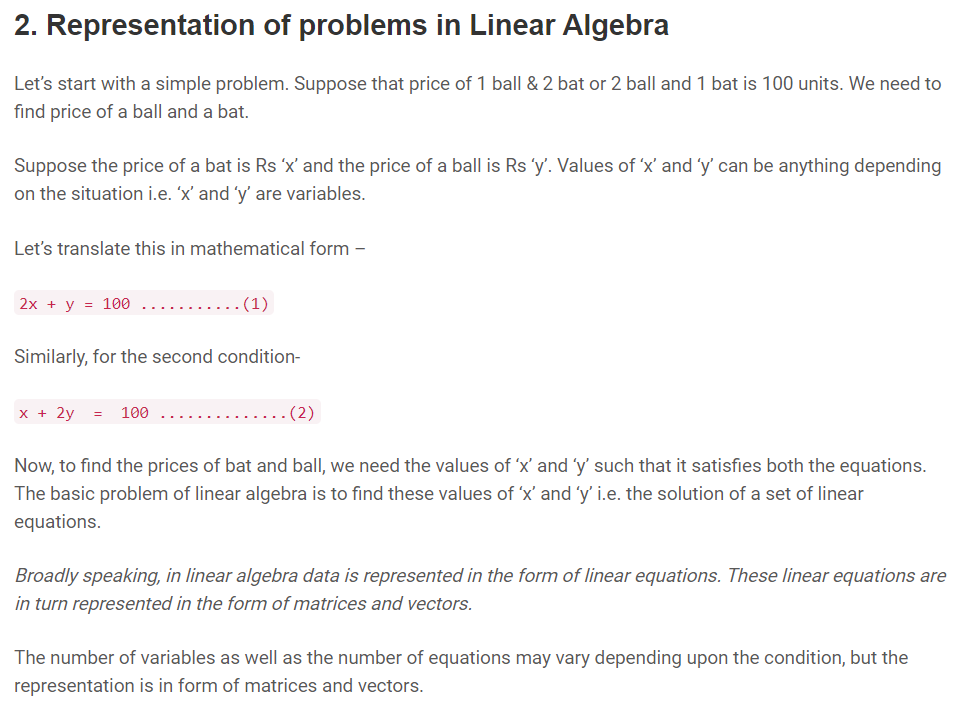 2. Representation of problems in Linear Algebra
Let’s start with a simple problem. Suppose that price of 1 ball & 2 bat or 2 ball and 1 bat is 100 units. We need to
find price of a ball and a bat.
Suppose the price of a bat is Rs ‘x’ and the price of a ball is Rs ‘y’. Values of ‘x’ and ‘y’ can be anything depending
on the situation i.e. ‘x’ and ‘y’ are variables.
Let’s translate this in mathematical form –
2x + y = 100 ...........(1)
Similarly, for the second condition-
x + 2y  =  100 ..............(2)
Now, to find the prices of bat and ball, we need the values of ‘x’ and ‘y’ such that it satisfies both the equations.
The basic problem of linear algebra is to find these values of ‘x’ and ‘y’ i.e. the solution of a set of linear
equations.
Broadly speaking, in linear algebra data is represented in the form of linear equations. These linear equations are
in turn represented in the form of matrices and vectors.
The number of variables as well as the number of equations may vary depending upon the condition, but the
representation is in form of matrices and vectors.